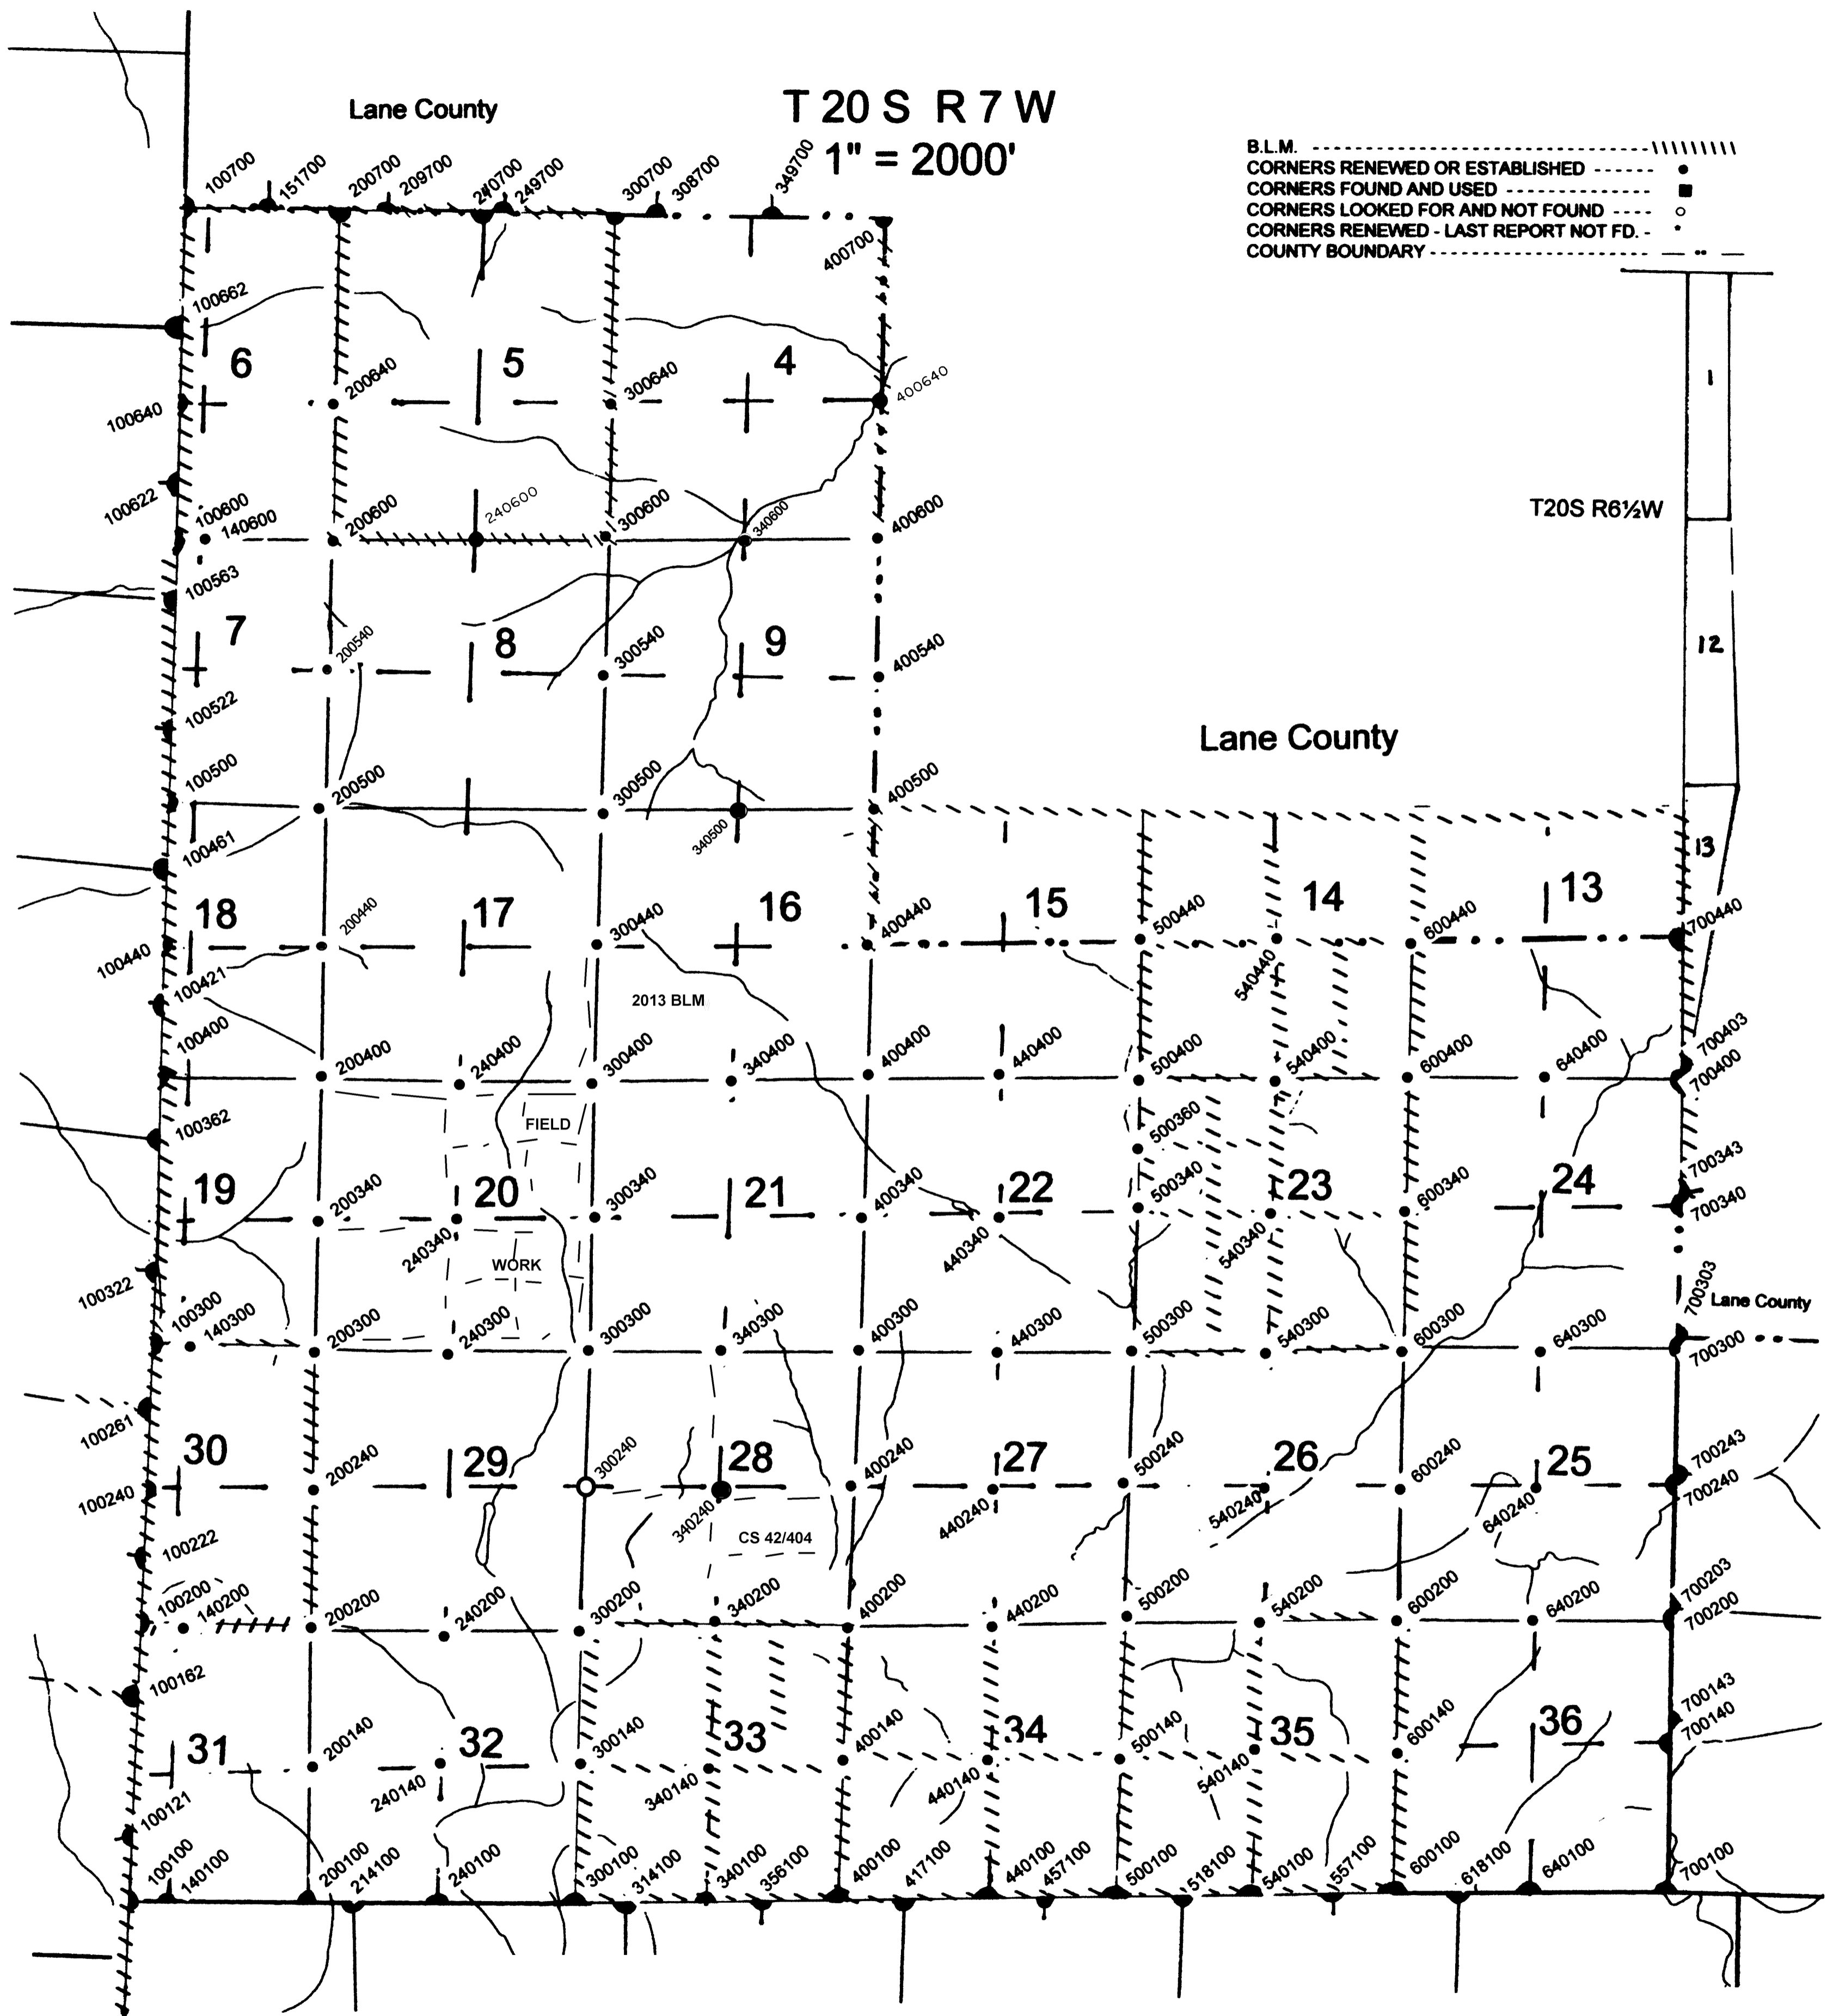 Lane County
T 20 S R 7 W
1" = 2000'
B.L.M.
CORNERS RENEWED OR ESTABLISHED
CORNERS FOUND AND USED
CORNERS LOOKED FOR AND NOT FOUND
CORNERS RENEWED - LAST REPORT NOT FD. - *
COUNTY BOUNDARY
100700 151700 200700 209700 240700 249700 300700 308700 349700
400700
100662
6 5 4 1
200640 300640 400640
100640
100622 100600 140600 200600 240600 300600 340600 400600
T20S R6½W
100563
7 8 9 12
200540 300540 400540
100522
Lane County
100500 200500 300500 340500 400500
100461
13
18 17 16 15 14 13
100440 200440 300440 400440 500440 540440 600440 700440
100421
2013 BLM
100400 200400 240400 300400 340400 400400 440400 500400 540400 600400 640400 700403
700400
FIELD
100362 500360
700343
19 20 21 22 23 24
200340 240340 300340 400340 440340 500340 540340 600340 700340
WORK
100322
700303
Lane County
100300 140300 200300 240300 300300 340300 400300 440300 500300 540300 600300 640300 700300
100261
30 29 28 27 26 25
700243
100240 200240 300240 340240 400240 440240 500240 540240 600240 640240 700240
CS 42/404
100222
700203
100200 140200 200200 240200 300200 340200 400200 440200 500200 540200 600200 640200 700200
100162
700143
31 32 33 34 35 36
200140 240140 300140 340140 400140 440140 500140 540140 600140 700140
100121
100100 140100 200100 214100 240100 300100 314100 340100 356100 400100 417100 440100 457100 500100 518100 540100 557100 600100 618100 640100 700100